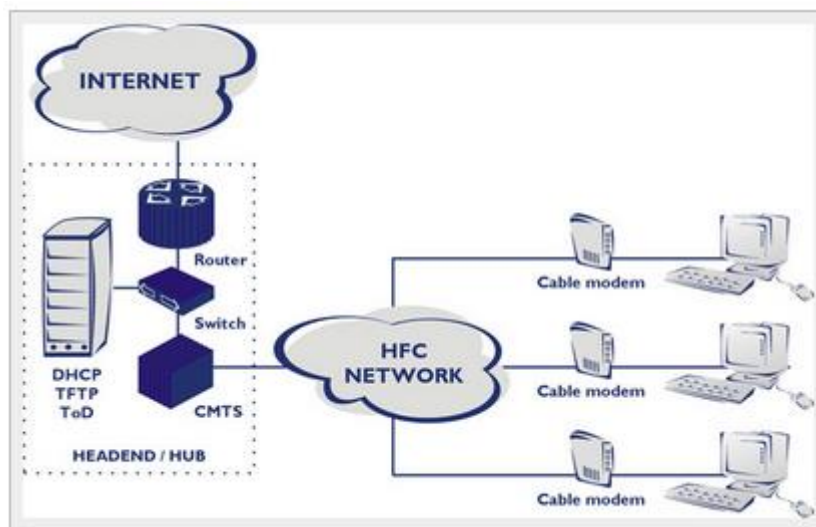 INTERNET
Router
Switch
DHCP
TFTP
ToD
CMTS
HEADEND / HUB
HFC
NETWORK
Cable modem
Cable modem
Cable modem